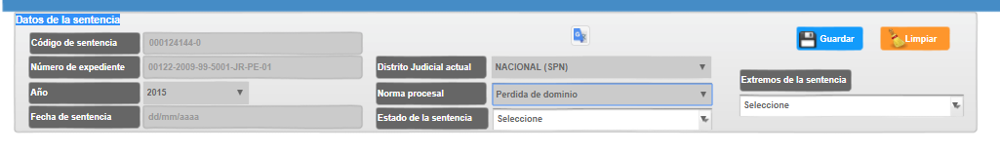 Datos de la sentencia
Código de sentencia 000124144-0
Guardar Limpiar
Número de expediente 00122-2009-99-5001-JR-PE-01
Distrito Judicial actual NACIONAL (SPN)
Extremos de la sentencia
Año 2015
Norma procesal Perdida de dominio
Seleccione
Fecha de sentencia dd/mm/aaaa
Estado de la sentencia Seleccione